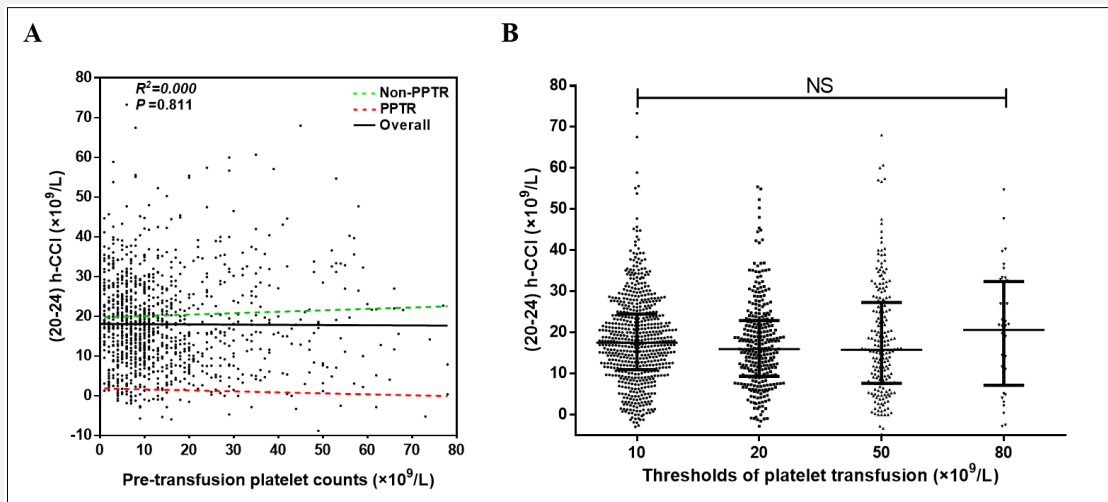 A
R²=0.000
P =0.811
Non-PPTR
PPTR
Overall
80
70
60
50
40
30
20
10
0
-10
(20-24) h-CCI (×10⁹/L)
0 10 20 30 40 50 60 70 80
Pre-transfusion platelet counts (×10⁹/L)
B
NS
80
70
60
50
40
30
20
10
0
(20-24) h-CCI (×10⁹/L)
10 20 50 80
Thresholds of platelet transfusion (×10⁹/L)